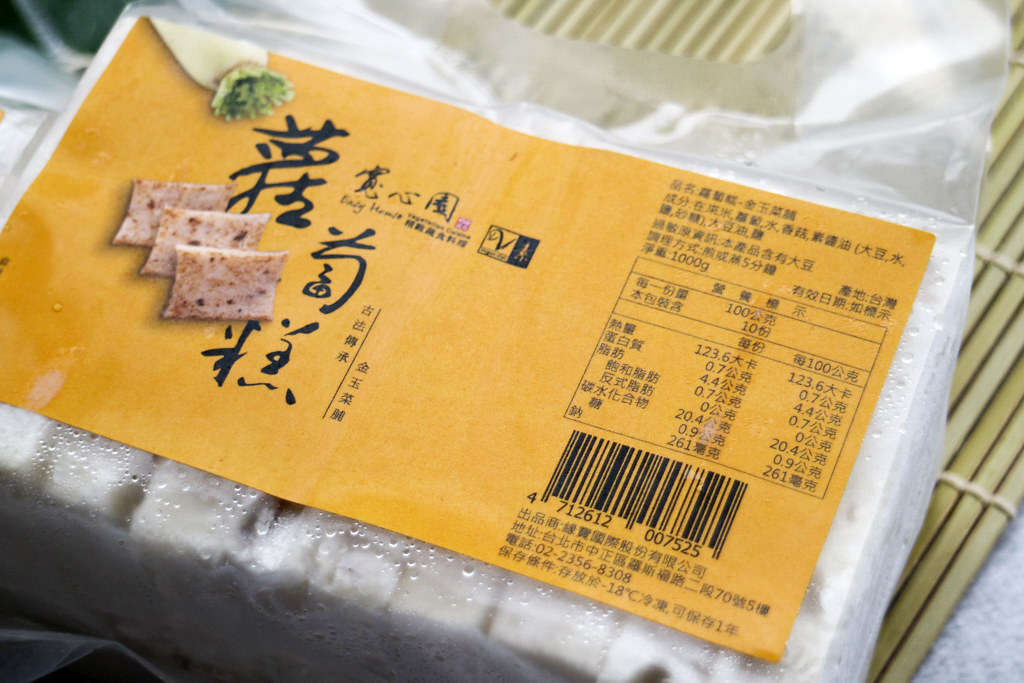 蘿蔔糕
寬心園
Easy House
Vegetarian Cuisine
精緻蔬食料理
V
全素
古法傳承 金玉菜脯
品名:蘿蔔糕-金玉菜脯
成分:在來米,蘿蔔,水,香菇,素醬油 (大豆,水,
鹽,砂糖),大豆油,鹽
過敏原資訊:本產品含有大豆
調理方式:煎或蒸5分鐘
產地:台灣
淨重:1000g
有效日期:如標示
營養標示
每一份量 100公克
本包裝含 10份
每份 每100公克
熱量 123.6大卡 123.6大卡
蛋白質 0.7公克 0.7公克
脂肪 4.4公克 4.4公克
飽和脂肪 0.7公克 0.7公克
反式脂肪 0公克 0公克
碳水化合物 20.4公克 20.4公克
糖 0.9公克 0.9公克
鈉 261毫克 261毫克
4 712612 007525
出品商:緣寶國際股份有限公司
地址:台北市中正區羅斯福路二段70號5樓
電話:02-2356-8308
保存條件:存放於-18℃冷凍,可保存1年